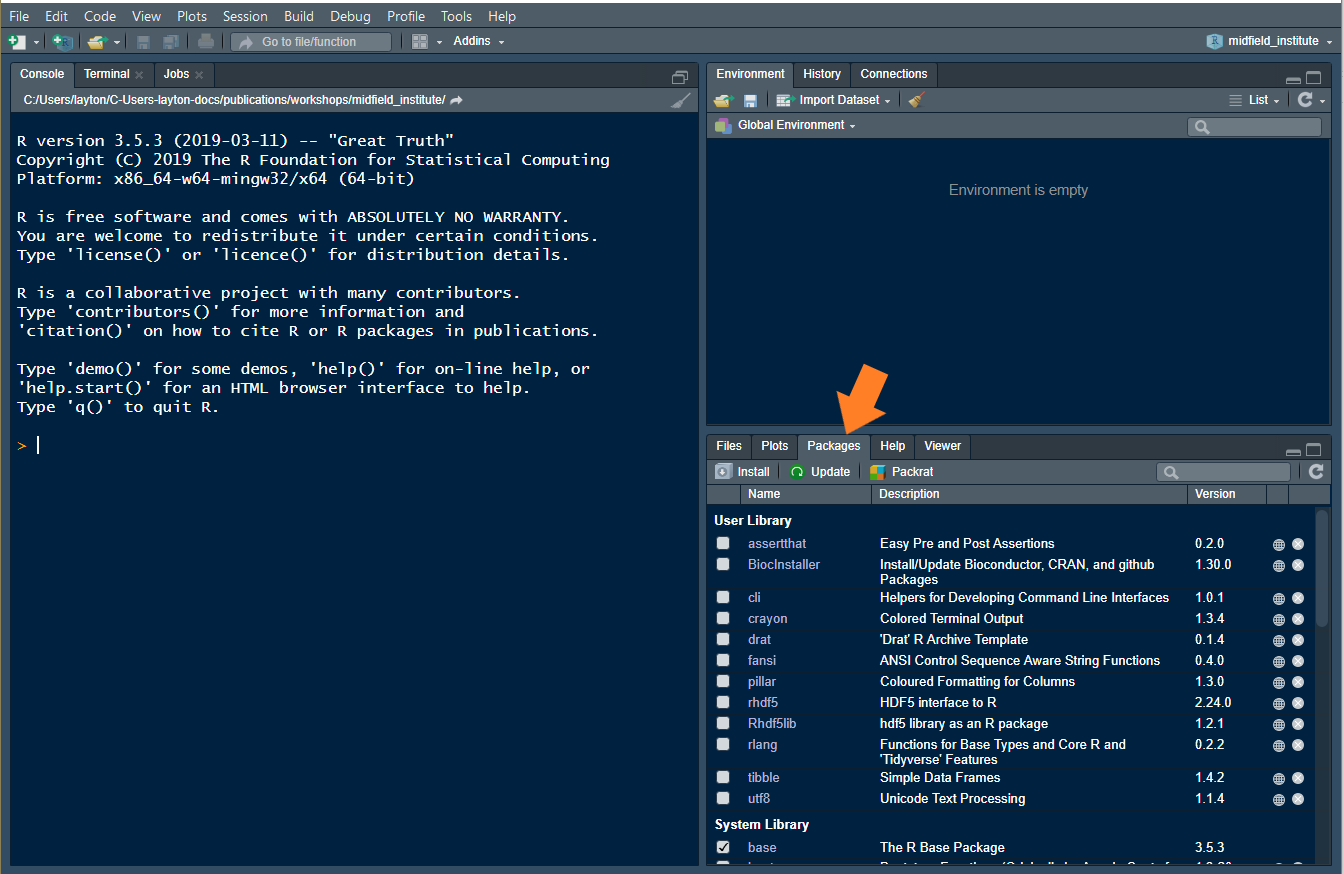 File Edit Code View Plots Session Build Debug Profile Tools Help
Go to file/function Addins midfield_institute
Console Terminal Jobs
C:/Users/layton/C-Users-layton-docs/publications/workshops/midfield_institute/
R version 3.5.3 (2019-03-11) -- "Great Truth"
Copyright (C) 2019 The R Foundation for Statistical Computing
Platform: x86_64-w64-mingw32/x64 (64-bit)
R is free software and comes with ABSOLUTELY NO WARRANTY.
You are welcome to redistribute it under certain conditions.
Type 'license()' or 'licence()' for distribution details.
R is a collaborative project with many contributors.
Type 'contributors()' for more information and
'citation()' on how to cite R or R packages in publications.
Type 'demo()' for some demos, 'help()' for on-line help, or
'help.start()' for an HTML browser interface to help.
Type 'q()' to quit R.
>
Environment History Connections
Import Dataset List
Global Environment
Environment is empty
Files Plots Packages Help Viewer
Install Update Packrat
Name Description Version
User Library
assertthat Easy Pre and Post Assertions 0.2.0
BiocInstaller Install/Update Bioconductor, CRAN, and github 1.30.0
Packages
cli Helpers for Developing Command Line Interfaces 1.0.1
crayon Colored Terminal Output 1.3.4
drat 'Drat' R Archive Template 0.1.4
fansi ANSI Control Sequence Aware String Functions 0.4.0
pillar Coloured Formatting for Columns 1.3.0
rhdf5 HDF5 interface to R 2.24.0
Rhdf5lib hdf5 library as an R package 1.2.1
rlang Functions for Base Types and Core R and 0.2.2
'Tidyverse' Features
tibble Simple Data Frames 1.4.2
utf8 Unicode Text Processing 1.1.4
System Library
base The R Base Package 3.5.3